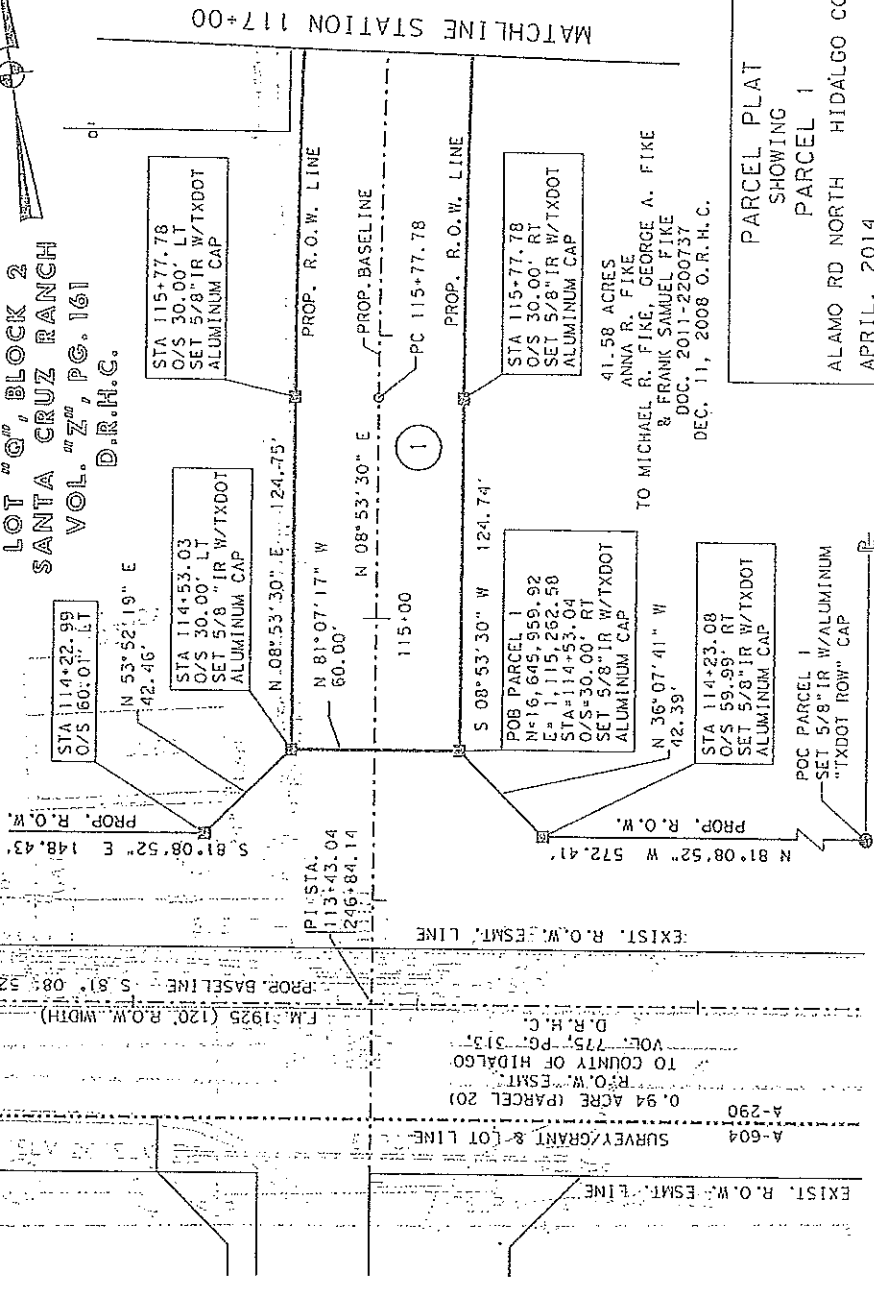 LOT "Q", BLOCK 2
SANTA CRUZ RANCH
VOL. "Z", PG. 161
D.R.H.C.
STA 114+22.99
O/S 60.01' LT
N 53°52'19" E
42.46'
STA 114+53.03
O/S 30.00' LT
SET 5/8 "IR W/TXDOT
ALUMINUM CAP
STA 115+77.78
O/S 30.00' LT
SET 5/8"IR W/TXDOT
ALUMINUM CAP
MATCHLINE STATION 117+00
PROP. R.O.W.
S 81°08'52" E 148.43'
N 08°53'30" E 124.75'
PROP. R.O.W. LINE
N 81°07'17" W
60.00'
N 08°53'30" E
PROP. BASELINE
PC 115+77.78
115+00
1
PROP. R.O.W. LINE
S 08°53'30" W 124.74'
PI STA.
113+43.04
246+84.14
POB PARCEL 1
N=16,645,959.92
E= 1,115,262.58
STA=114+53.04
O/S=30.00' RT
SET 5/8"IR W/TXDOT
ALUMINUM CAP
STA 115+77.78
O/S 30.00' RT
SET 5/8"IR W/TXDOT
ALUMINUM CAP
N 36°07'41" W
42.39'
STA 114+23.08
O/S 59.99' RT
SET 5/8"IR W/TXDOT
ALUMINUM CAP
41.58 ACRES
ANNA R. FIKE
TO MICHAEL R. FIKE, GEORGE A. FIKE
& FRANK SAMUEL FIKE
DOC. 2011-2200737
DEC. 11, 2008 O.R.H.C.
PROP. R.O.W.
N 81°08'52" W 572.41'
POC PARCEL 1
SET 5/8"IR W/ALUMINUM
"TXDOT ROW" CAP
EXIST. R.O.W. ESMT. LINE
PROP. BASELINE S 81° 08' 52
F.M. 1925 (120' R.O.W. WIDTH)
0.94 ACRE (PARCEL 20)
R.O.W. ESMT.
TO COUNTY OF HIDALGO
VOL. 775, PG. 313,
D.R.H.C.
A-290
A-604
SURVEY/GRANT & LOT LINE
EXIST. R.O.W. ESMT. LINE
PARCEL PLAT
SHOWING
PARCEL 1
ALAMO RD NORTH HIDALGO CO
APRIL, 2014